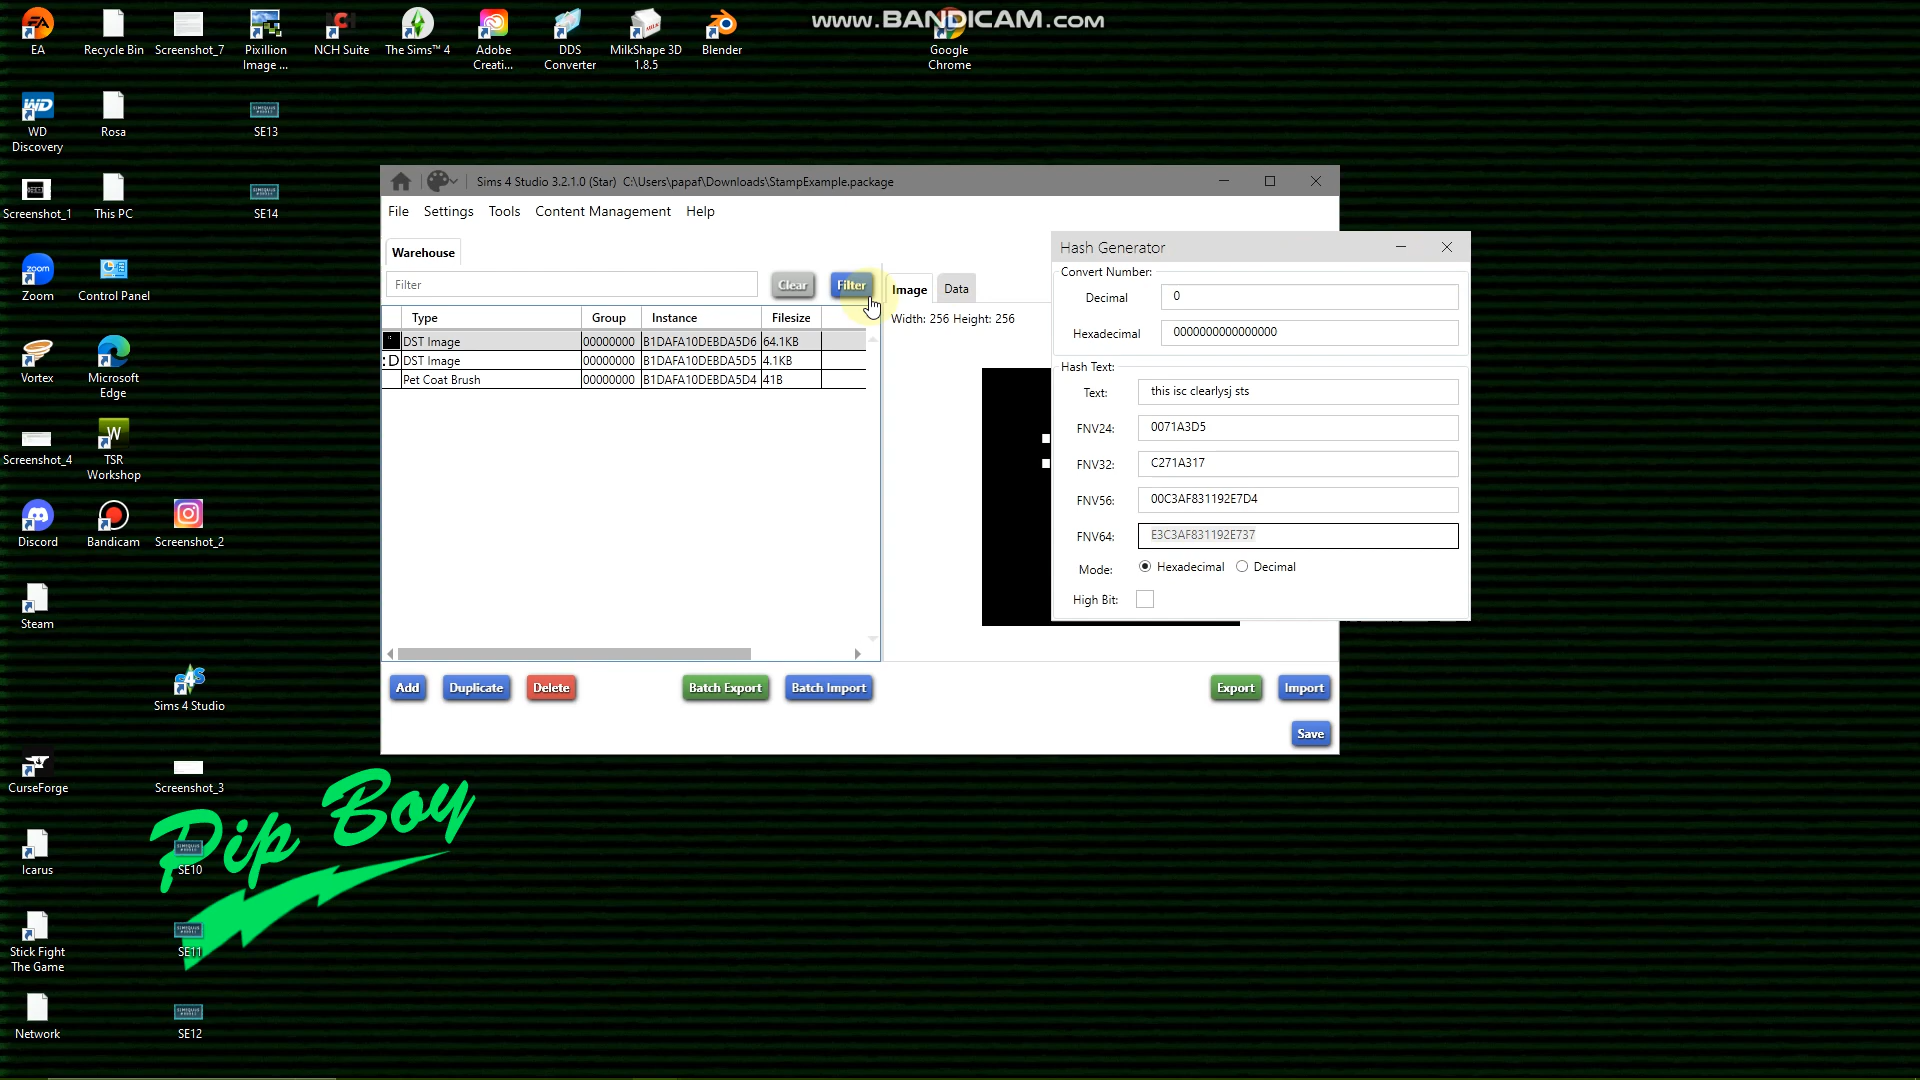 www.BANDICAM.com
EA
Recycle Bin
Screenshot_7
Pixillion
Image ...
NCH Suite
The Sims™ 4
Adobe
Creati...
DDS
Converter
MilkShape 3D
1.8.5
Blender
Google
Chrome
WD
Discovery
Rosa
SE13
Screenshot_1
This PC
SE14
Zoom
Control Panel
Vortex
Microsoft
Edge
Screenshot_4
TSR
Workshop
Discord
Bandicam
Screenshot_2
Steam
Sims 4 Studio
CurseForge
Screenshot_3
Pip Boy
Icarus
SE10
Stick Fight
The Game
SE11
Network
SE12
Sims 4 Studio 3.2.1.0 (Star) C:\Users\papaf\Downloads\StampExample.package
File Settings Tools Content Management Help
Warehouse
Filter
Clear
Filter
Image
Data
Type Group Instance Filesize
Width: 256 Height: 256
DST Image 00000000 B1DAFA10DEBDA5D6 64.1KB
:D DST Image 00000000 B1DAFA10DEBDA5D5 4.1KB
Pet Coat Brush 00000000 B1DAFA10DEBDA5D4 41B
Add
Duplicate
Delete
Batch Export
Batch Import
Export
Import
Save
Hash Generator
Convert Number:
Decimal 0
Hexadecimal 0000000000000000
Hash Text:
Text: this isc clearlysj sts
FNV24: 0071A3D5
FNV32: C271A317
FNV56: 00C3AF831192E7D4
FNV64: E3C3AF831192E737
Mode: Hexadecimal Decimal
High Bit: